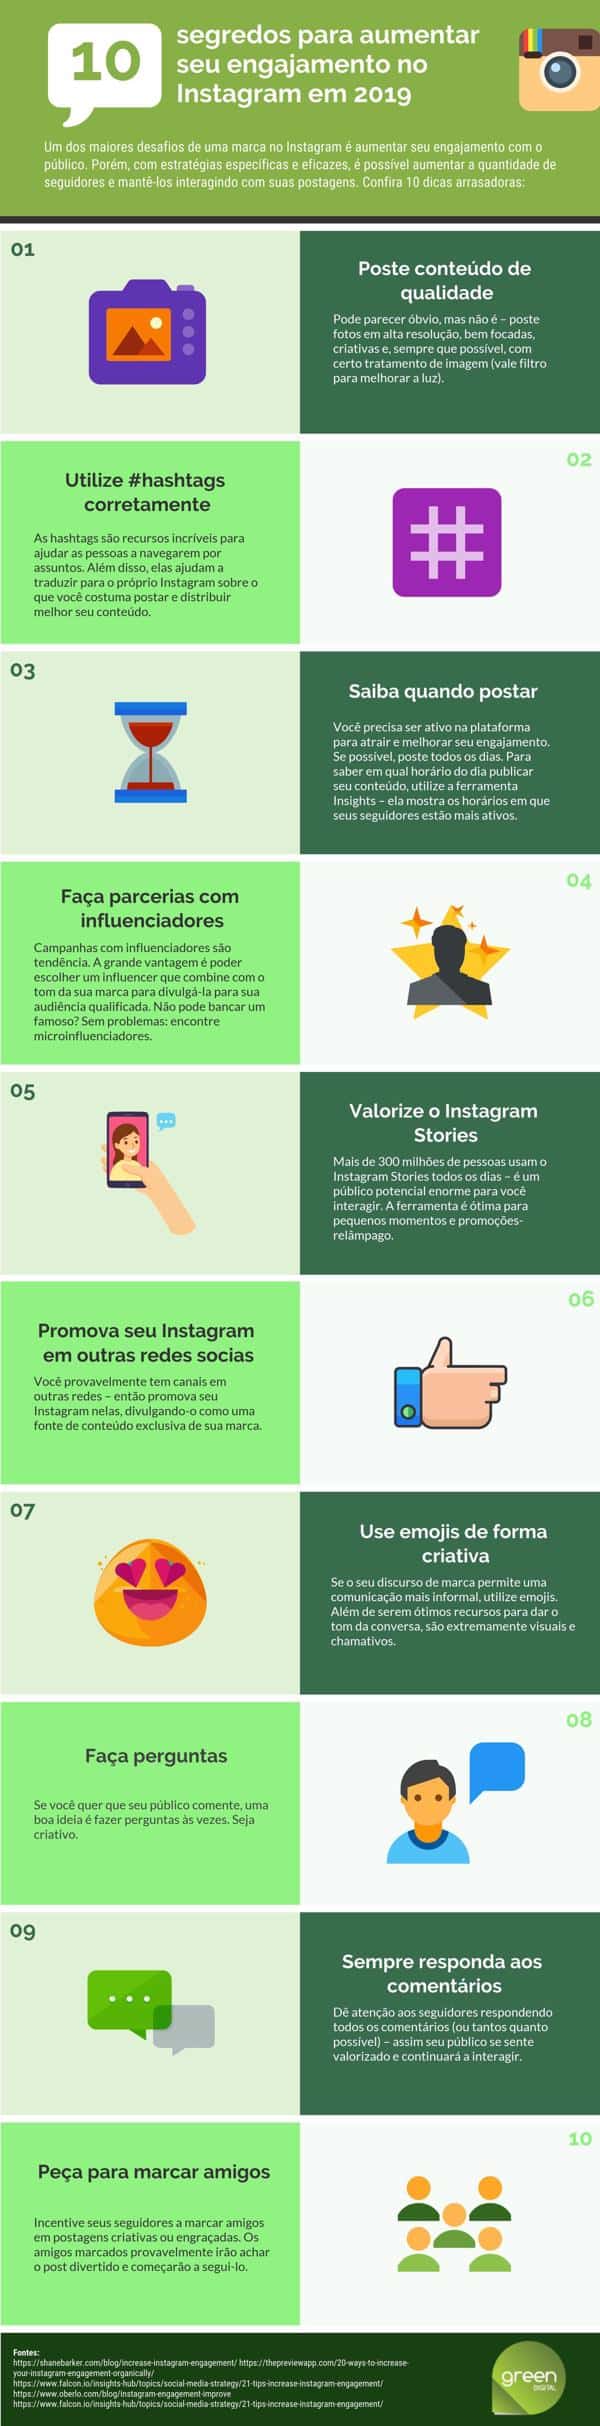 10
segredos para aumentar
seu engajamento no
Instagram em 2019
Um dos maiores desafios de uma marca no Instagram é aumentar seu engajamento com o
público. Porém, com estratégias específicas e eficazes, é possível aumentar a quantidade de
seguidores e mantê-los interagindo com suas postagens. Confira 10 dicas arrasadoras:
01
Poste conteúdo de
qualidade
Pode parecer óbvio, mas não é – poste
fotos em alta resolução, bem focadas,
criativas e, sempre que possível, com
certo tratamento de imagem (vale filtro
para melhorar a luz).
02
Utilize #hashtags
corretamente
As hashtags são recursos incríveis para
ajudar as pessoas a navegarem por
assuntos. Além disso, elas ajudam a
traduzir para o próprio Instagram sobre o
que você costuma postar e distribuir
melhor seu conteúdo.
03
Saiba quando postar
Você precisa ser ativo na plataforma
para atrair e melhorar seu engajamento.
Se possível, poste todos os dias. Para
saber em qual horário do dia publicar
seu conteúdo, utilize a ferramenta
Insights – ela mostra os horários em que
seus seguidores estão mais ativos.
04
Faça parcerias com
influenciadores
Campanhas com influenciadores são
tendência. A grande vantagem é poder
escolher um influencer que combine com o
tom da sua marca para divulgá-la para sua
audiência qualificada. Não pode bancar um
famoso? Sem problemas: encontre
microinfluenciadores.
05
Valorize o Instagram
Stories
Mais de 300 milhões de pessoas usam o
Instagram Stories todos os dias – é um
público potencial enorme para você
interagir. A ferramenta é ótima para
pequenos momentos e promoções-
relâmpago.
06
Promova seu Instagram
em outras redes socias
Você provavelmente tem canais em
outras redes – então promova seu
Instagram nelas, divulgando-o como uma
fonte de conteúdo exclusiva de sua marca.
07
Use emojis de forma
criativa
Se o seu discurso de marca permite uma
comunicação mais informal, utilize emojis.
Além de serem ótimos recursos para dar o
tom da conversa, são extremamente visuais e
chamativos.
08
Faça perguntas
Se você quer que seu público comente, uma
boa ideia é fazer perguntas às vezes. Seja
criativo.
09
Sempre responda aos
comentários
Dê atenção aos seguidores respondendo
todos os comentários (ou tantos quanto
possível) – assim seu público se sente
valorizado e continuará a interagir.
10
Peça para marcar amigos
Incentive seus seguidores a marcar amigos
em postagens criativas ou engraçadas. Os
amigos marcados provavelmente irão achar
o post divertido e começarão a segui-lo.
Fontes:
https://shanebarker.com/blog/increase-instagram-engagement/ https://thepreviewapp.com/20-ways-to-increase-
your-instagram-engagement-organically/
https://www.falcon.io/insights-hub/topics/social-media-strategy/21-tips-increase-instagram-engagement/
https://www.oberlo.com/blog/instagram-engagement-improve
https://www.falcon.io/insights-hub/topics/social-media-strategy/21-tips-increase-instagram-engagement/
green
DIGITAL